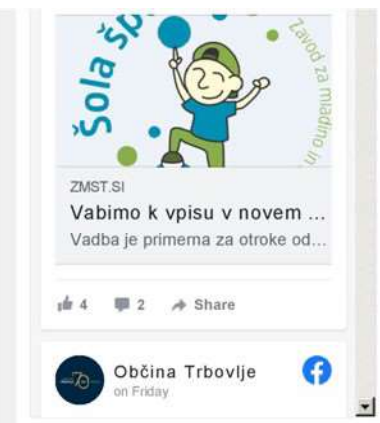 Šola šp
Zavod za mladino in
ZMST.SI
Vabimo k vpisu v novem ...
Vadba je primerna za otroke od...
4 2 Share
Občina Trbovlje
on Friday